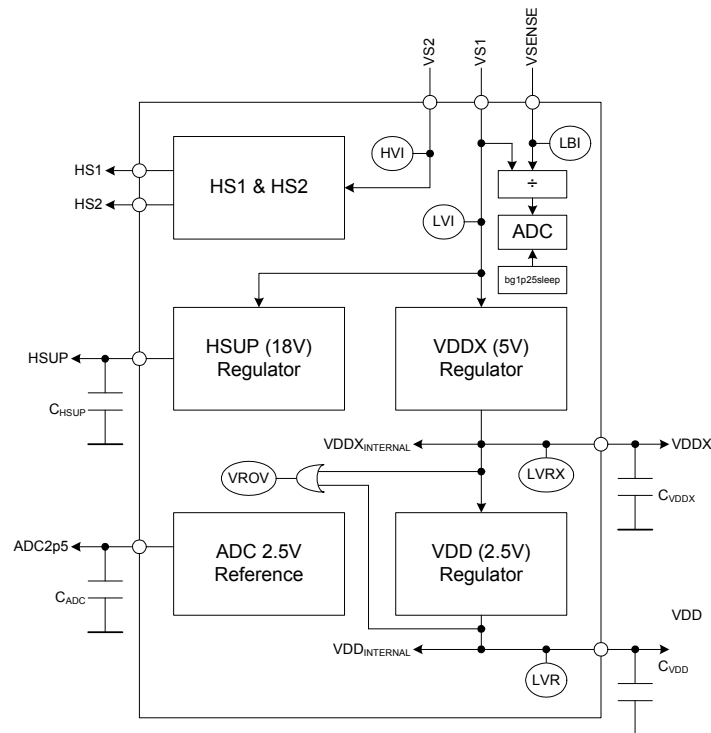 VS2
VS1
VSENSE
HVI
LBI
HS1
HS2
HS1 & HS2
÷
LVI
ADC
bg1p25sleep
HSUP
HSUP (18V)
Regulator
VDDX (5V)
Regulator
CHSUP
VDDXINTERNAL
VDDX
VROV
LVRX
CVDDX
ADC2p5
ADC 2.5V
Reference
VDD (2.5V)
Regulator
CADC
VDD
VDDINTERNAL
LVR
CVDD